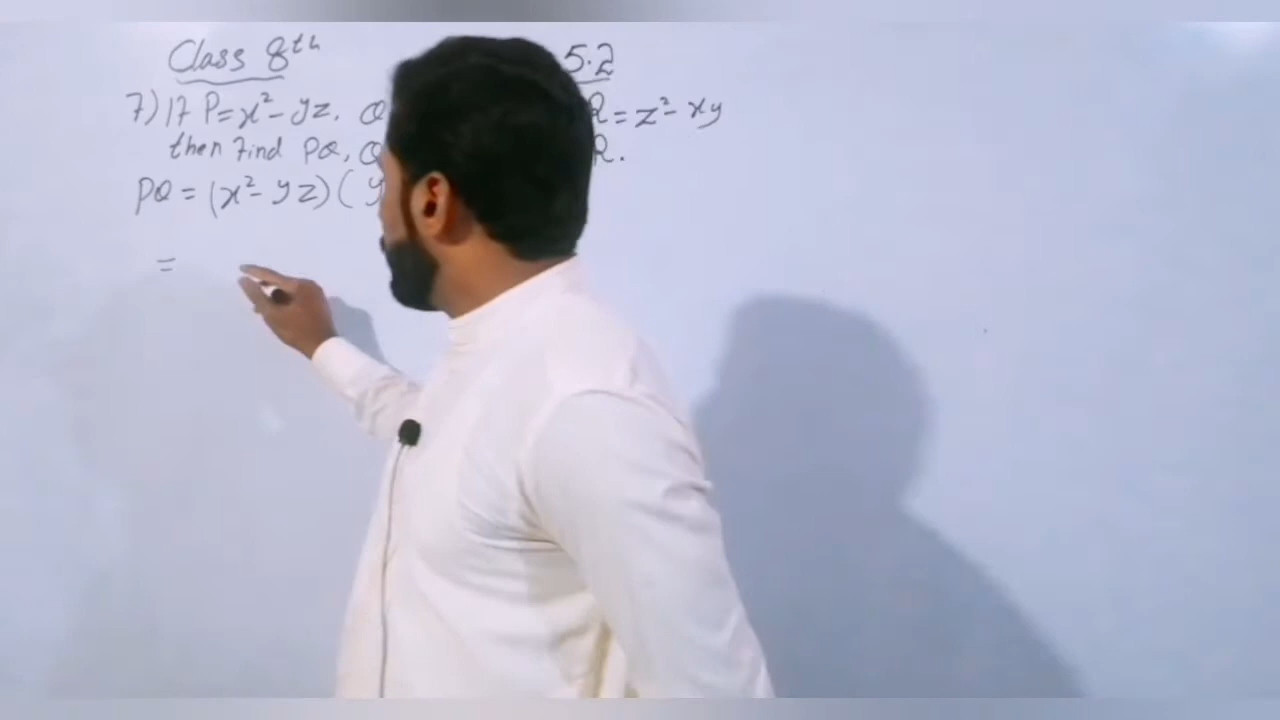 Class 8th 5.2
7) If P=x²-yz, Q R=z²-xy
then Find PQ, Q R.
PQ = (x²-yz)( y
=